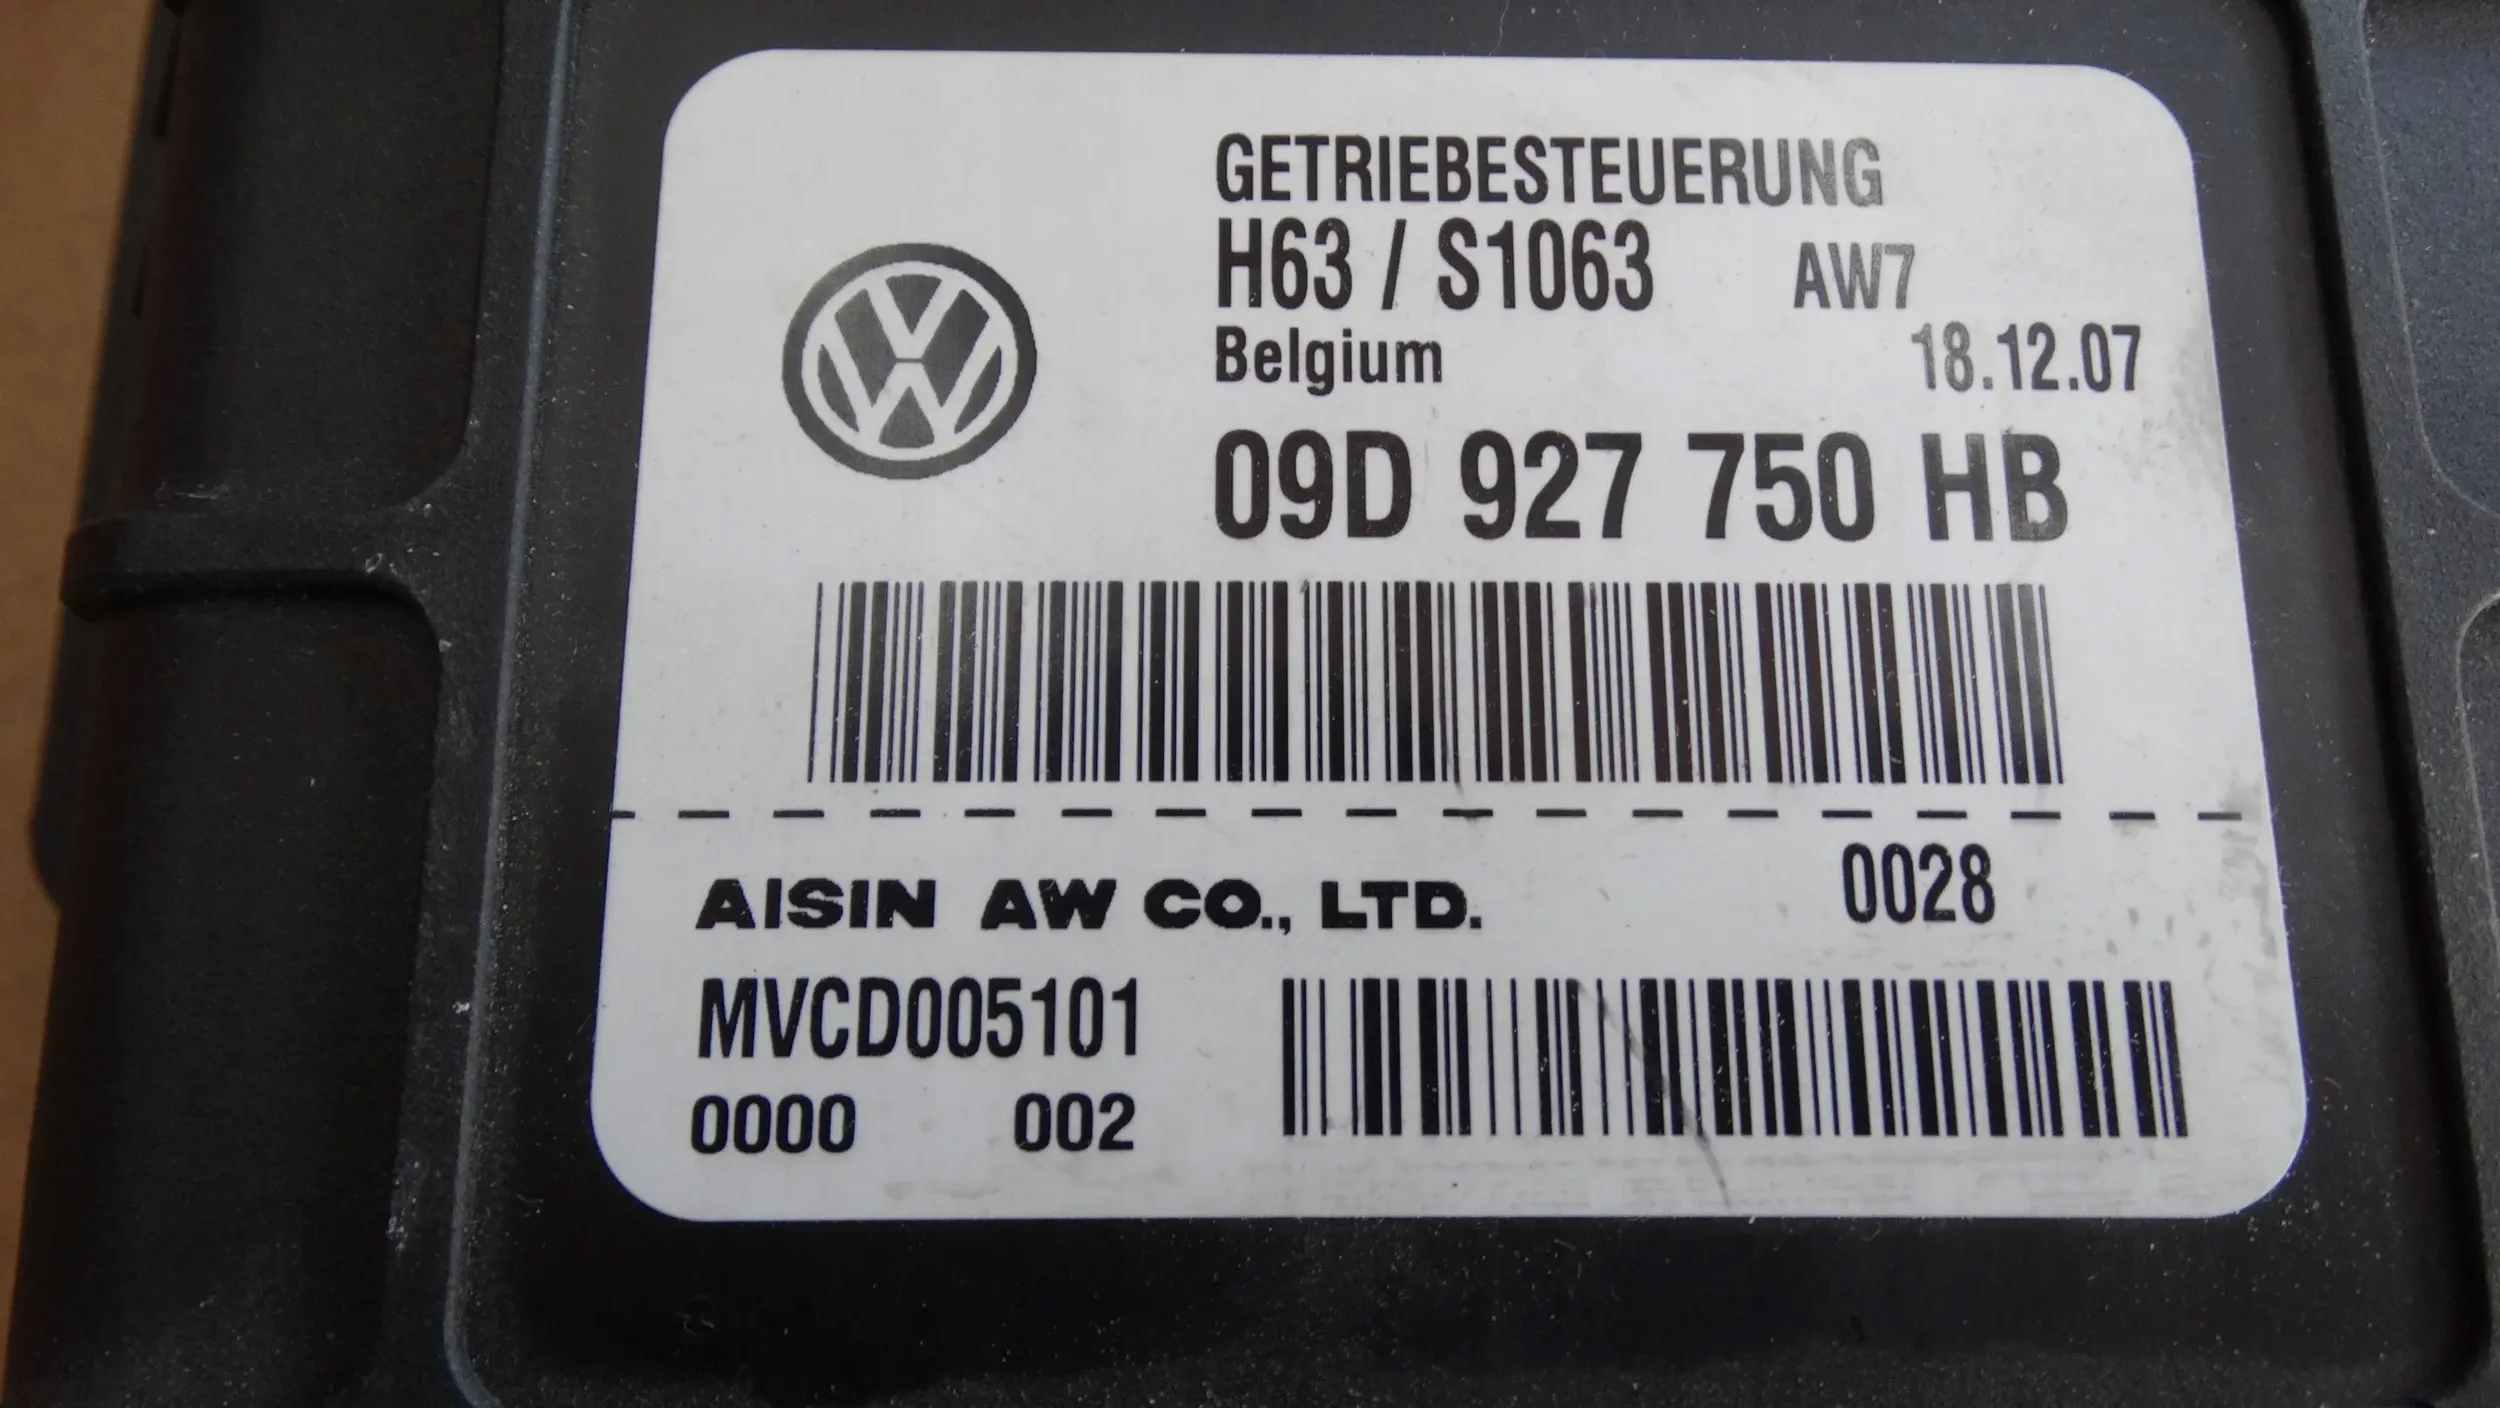 GETRIEBESTEUERUNG
H63 / S1063 AW7
Belgium 18.12.07
09D 927 750 HB
AISIN AW CO., LTD. 0028
MVCD005101
0000 002